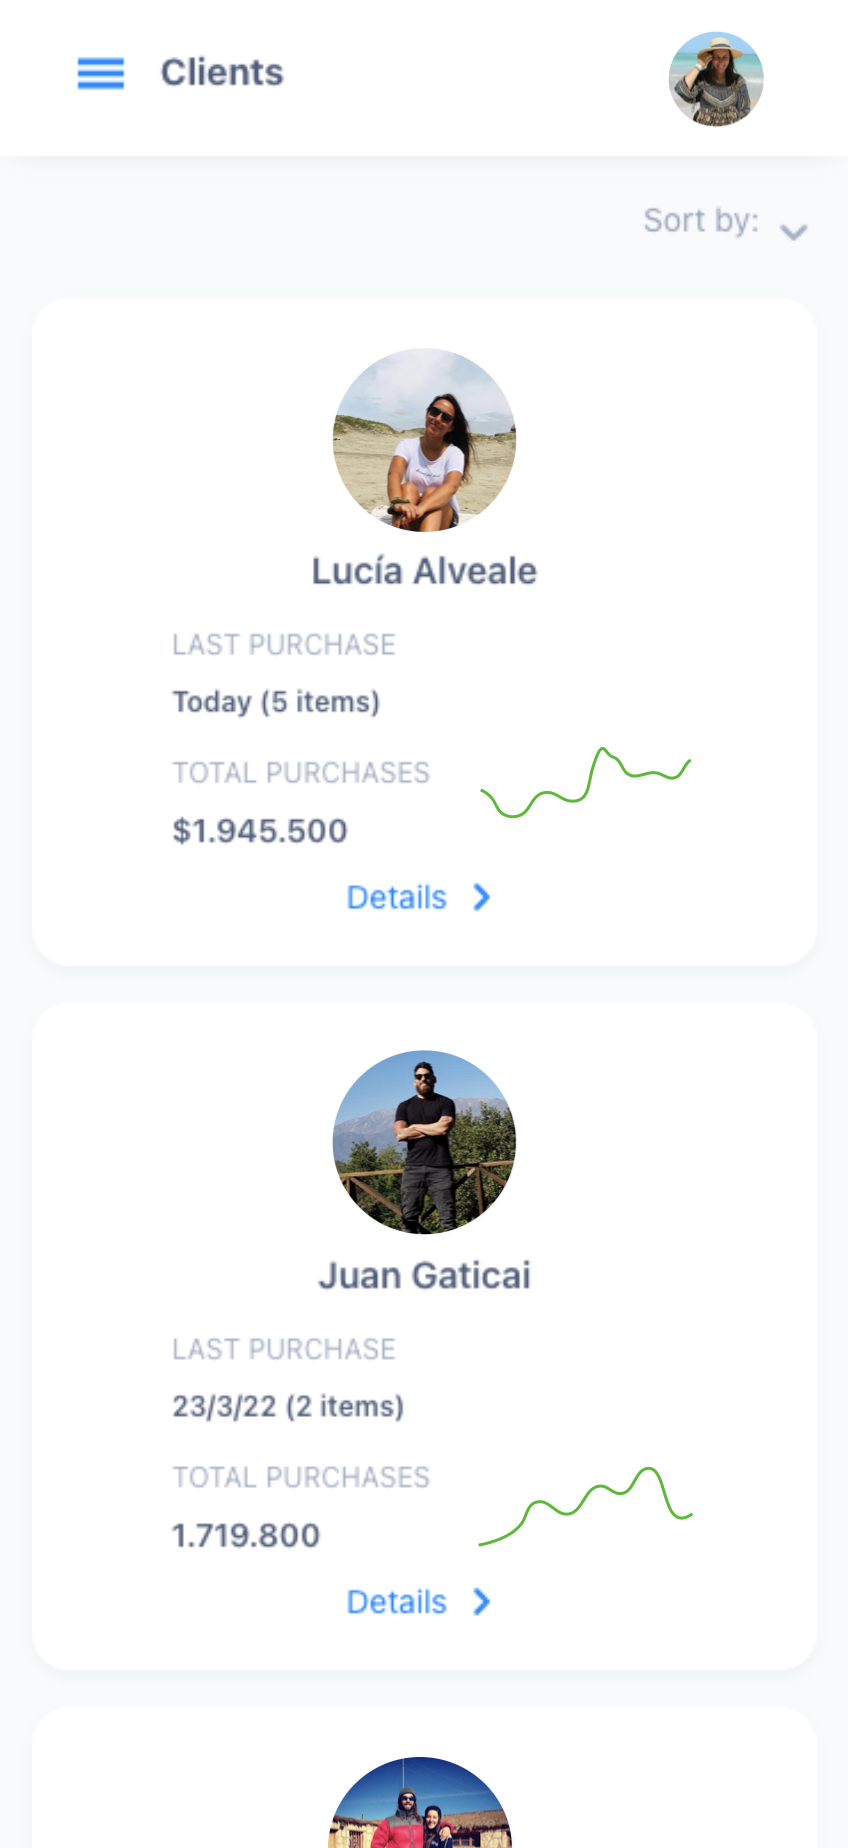 Clients
Sort by:
Lucía Alveale
LAST PURCHASE
Today (5 items)
TOTAL PURCHASES
$1.945.500
Details
Juan Gaticai
LAST PURCHASE
23/3/22 (2 items)
TOTAL PURCHASES
1.719.800
Details